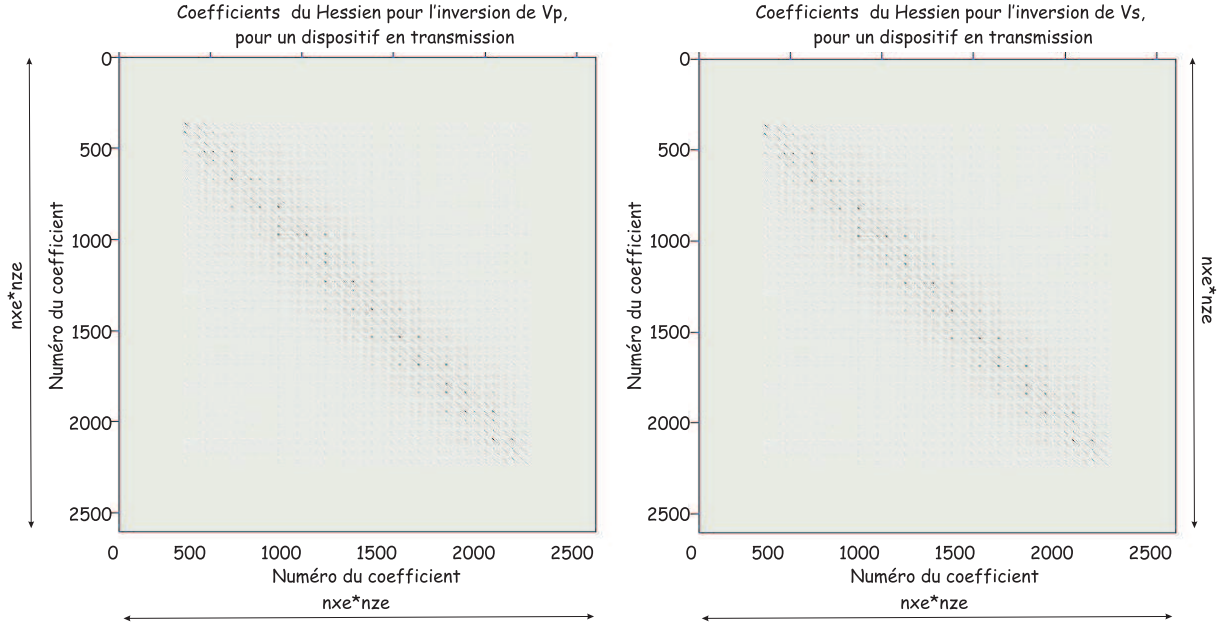 Coefficients du Hessien pour l'inversion de Vp,
pour un dispositif en transmission
0
500
1000
1500
2000
2500
Numéro du coefficient
nxe*nze
0 500 1000 1500 2000 2500
Numéro du coefficient
nxe*nze
Coefficients du Hessien pour l'inversion de Vs,
pour un dispositif en transmission
0
500
1000
1500
2000
2500
Numéro du coefficient
nxe*nze
0 500 1000 1500 2000 2500
Numéro du coefficient
nxe*nze